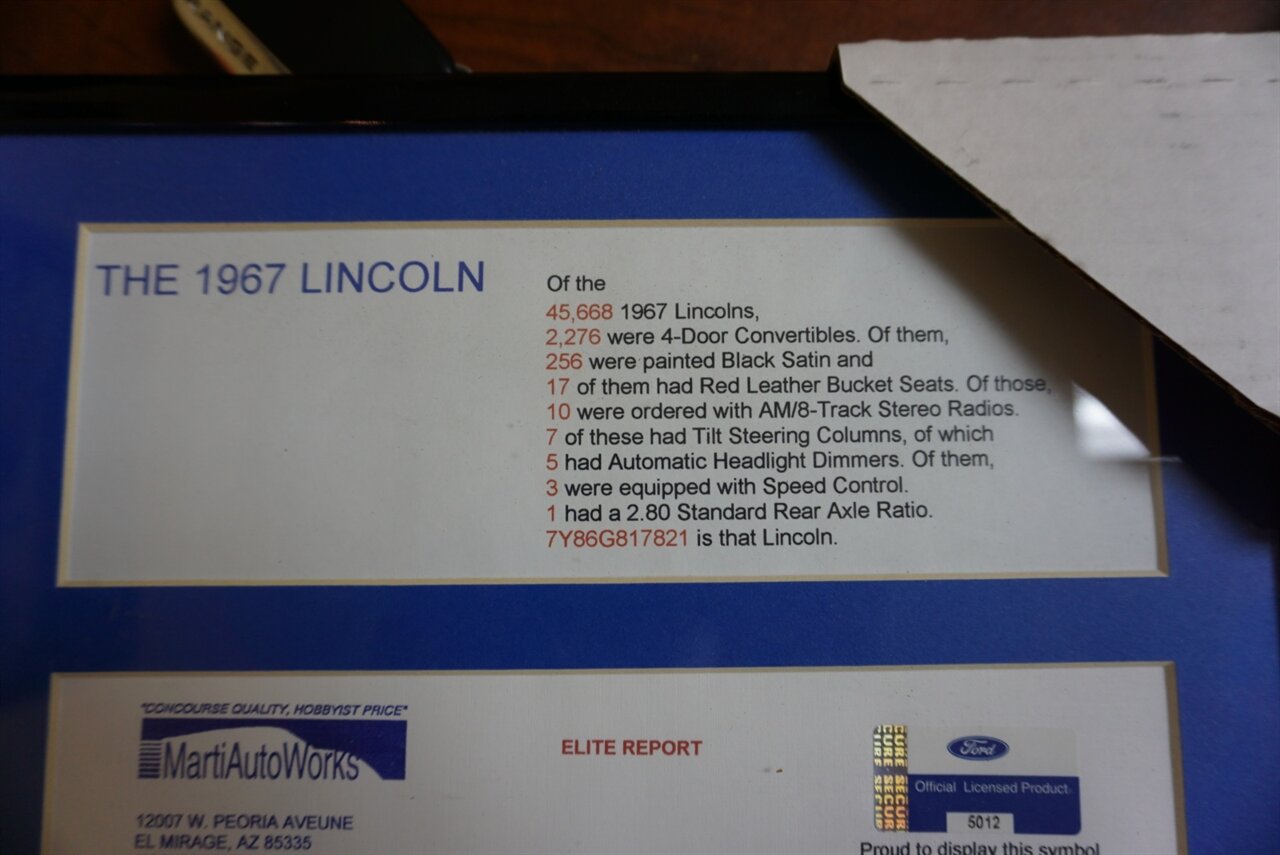 THE 1967 LINCOLN
Of the
45,668 1967 Lincolns,
2,276 were 4-Door Convertibles. Of them,
256 were painted Black Satin and
17 of them had Red Leather Bucket Seats. Of those,
10 were ordered with AM/8-Track Stereo Radios.
7 of these had Tilt Steering Columns, of which
5 had Automatic Headlight Dimmers. Of them,
3 were equipped with Speed Control.
1 had a 2.80 Standard Rear Axle Ratio.
7Y86G817821 is that Lincoln.
"CONCOURSE QUALITY, HOBBYIST PRICE"
MartiAutoWorks
12007 W. PEORIA AVEUNE
EL MIRAGE, AZ 85335
ELITE REPORT
Ford
Official Licensed Product
5012
Proud to display this symbol